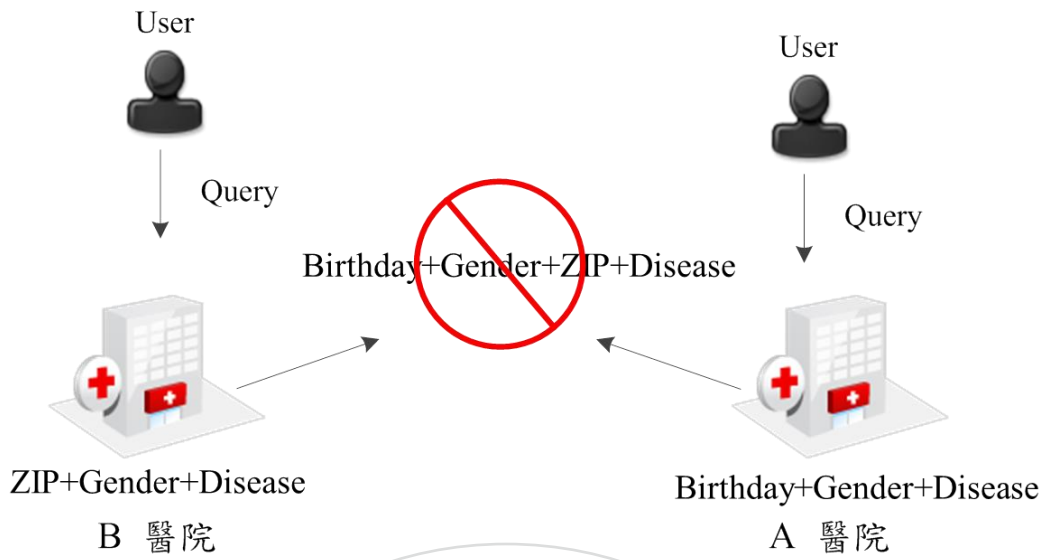 User
User
Query
Query
Birthday+Gender+ZIP+Disease
ZIP+Gender+Disease
Birthday+Gender+Disease
B 醫院
A 醫院